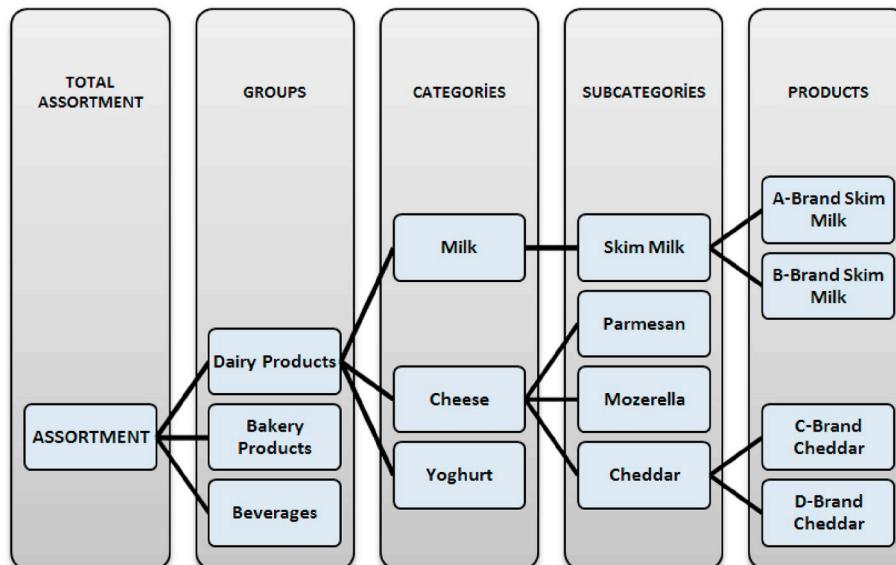 TOTAL
ASSORTMENT
GROUPS
CATEGORİES
SUBCATEGORİES
PRODUCTS
A-Brand Skim
Milk
Milk
Skim Milk
B-Brand Skim
Milk
Parmesan
Dairy Products
Cheese
Mozerella
ASSORTMENT
Bakery
Products
C-Brand
Cheddar
Yoghurt
Cheddar
Beverages
D-Brand
Cheddar